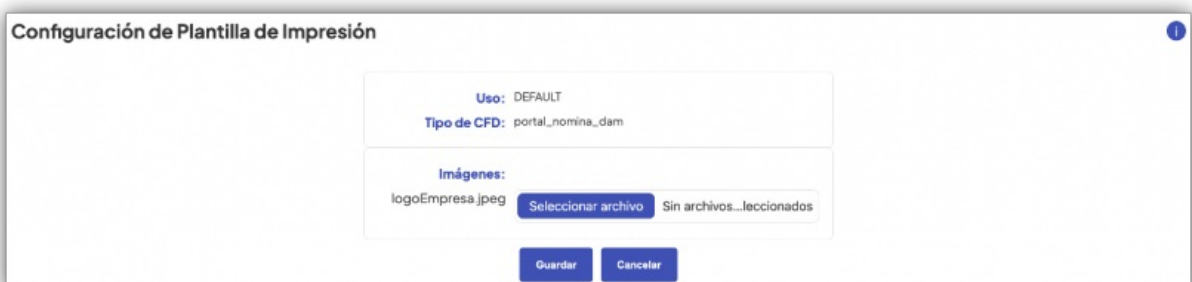 Configuración de Plantilla de Impresión
i
Uso: DEFAULT
Tipo de CFD: portal_nomina_dam
Imágenes:
logoEmpresa.jpeg Seleccionar archivo Sin archivos...leccionados
Guardar Cancelar